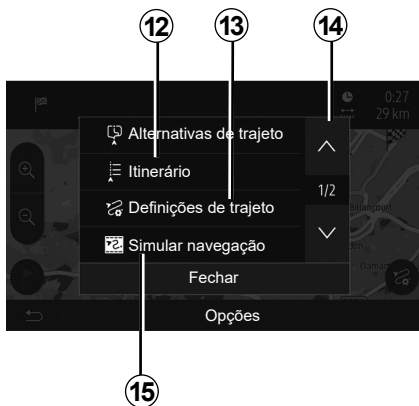 12 13 14
0:27
29 km
Alternativas de trajeto
Itinerário
1/2
Definições de trajeto
Billancourt
Simular navegação
Fechar
Opções
15